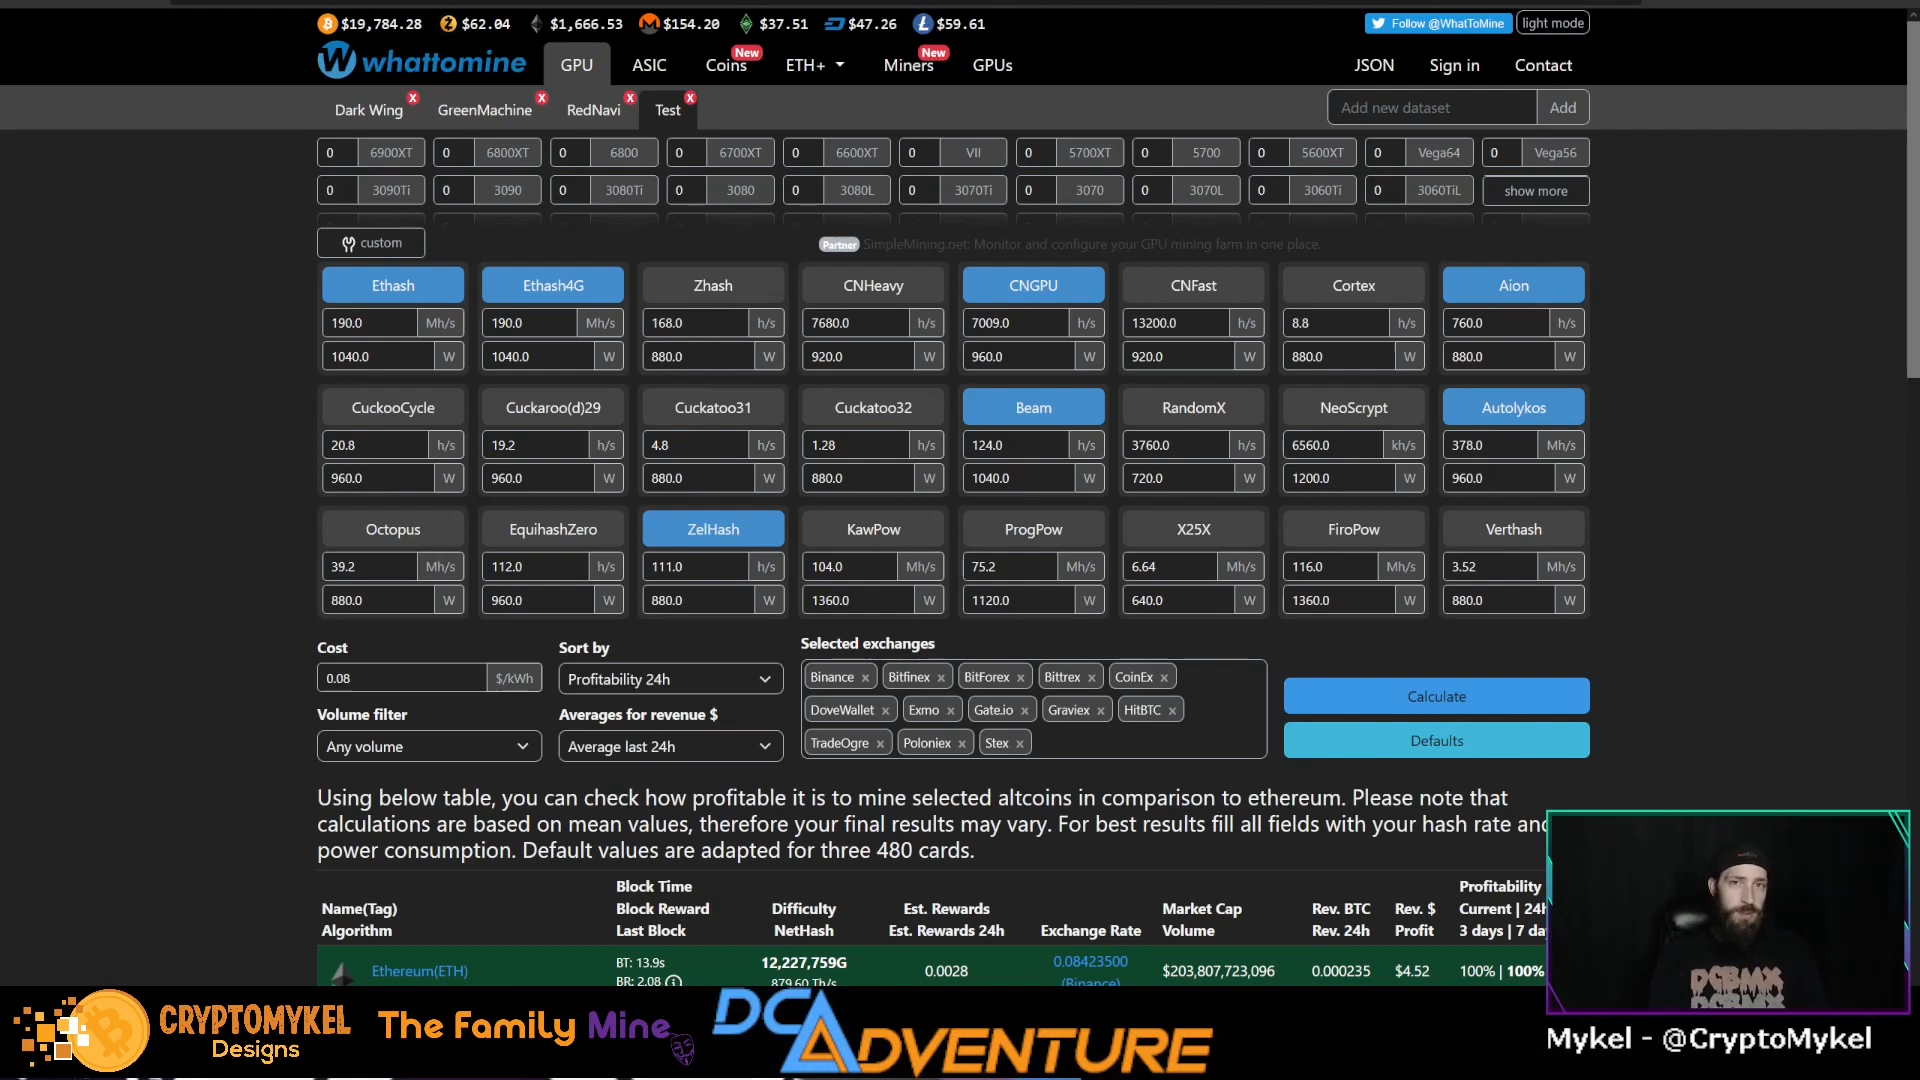 $19,784.28 $62.04 $1,666.53 $154.20 $37.51 $47.26 $59.61 Follow @WhatToMine light mode
whattomine GPU ASIC Coins New ETH+ Miners New GPUs JSON Sign in Contact
Dark Wing x GreenMachine x RedNavi x Test x Add new dataset Add
0 6900XT 0 6800XT 0 6800 0 6700XT 0 6600XT 0 VII 0 5700XT 0 5700 0 5600XT 0 Vega64 0 Vega56
0 3090Ti 0 3090 0 3080Ti 0 3080 0 3080L 0 3070Ti 0 3070 0 3070L 0 3060Ti 0 3060TiL show more
custom Partner SimpleMining.net: Monitor and configure your GPU mining farm in one place.
Ethash Ethash4G Zhash CNHeavy CNGPU CNFast Cortex Aion
190.0 Mh/s 190.0 Mh/s 168.0 h/s 7680.0 h/s 7009.0 h/s 13200.0 h/s 8.8 h/s 760.0 h/s
1040.0 W 1040.0 W 880.0 W 920.0 W 960.0 W 920.0 W 880.0 W 880.0 W
CuckooCycle Cuckaroo(d)29 Cuckatoo31 Cuckatoo32 Beam RandomX NeoScrypt Autolykos
20.8 h/s 19.2 h/s 4.8 h/s 1.28 h/s 124.0 h/s 3760.0 h/s 6560.0 kh/s 378.0 Mh/s
960.0 W 960.0 W 880.0 W 880.0 W 1040.0 W 720.0 W 1200.0 W 960.0 W
Octopus EquihashZero ZelHash KawPow ProgPow X25X FiroPow Verthash
39.2 Mh/s 112.0 h/s 111.0 h/s 104.0 Mh/s 75.2 Mh/s 6.64 Mh/s 116.0 Mh/s 3.52 Mh/s
880.0 W 960.0 W 880.0 W 1360.0 W 1120.0 W 640.0 W 1360.0 W 880.0 W
Cost Sort by Selected exchanges
0.08 $/kWh Profitability 24h Binance x Bitfinex x BitForex x Bittrex x CoinEx x Calculate
Volume filter Averages for revenue $ DoveWallet x Exmo x Gate.io x Graviex x HitBTC x
Any volume Average last 24h TradeOgre x Poloniex x Stex x Defaults
Using below table, you can check how profitable it is to mine selected altcoins in comparison to ethereum. Please note that
calculations are based on mean values, therefore your final results may vary. For best results fill all fields with your hash rate and
power consumption. Default values are adapted for three 480 cards.
Block Time Profitability
Name(Tag) Block Reward Difficulty Est. Rewards Market Cap Rev. BTC Rev. $ Current | 24h
Algorithm Last Block NetHash Est. Rewards 24h Exchange Rate Volume Rev. 24h Profit 3 days | 7 day
Ethereum(ETH) BT: 13.9s 12,227,759G 0.0028 0.08423500 $203,807,723,096 0.000235 $4.52 100% | 100%
BR: 2.08 879.60 Th/s (Binance)
DCBMX
DCBMX
CRYPTOMYKEL
Designs
The Family Mine
DCADVENTURE
Mykel - @CryptoMykel